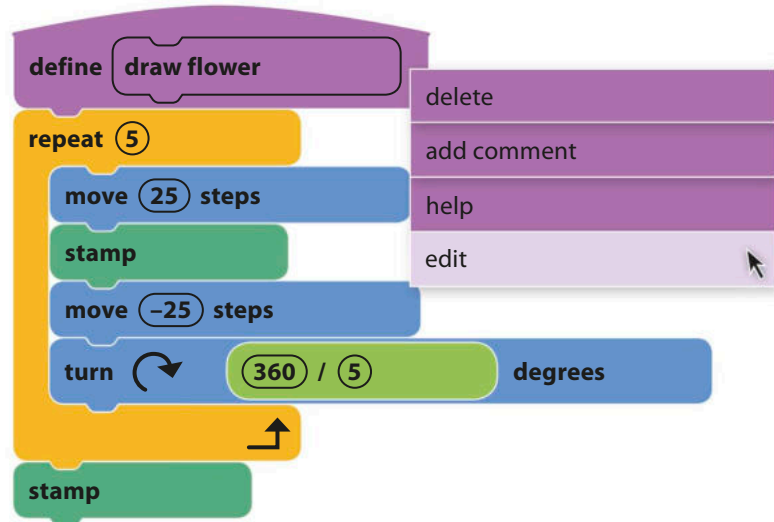 define draw flower
delete
repeat 5
add comment
move 25 steps
help
stamp
edit
move –25 steps
turn 360 / 5 degrees
stamp